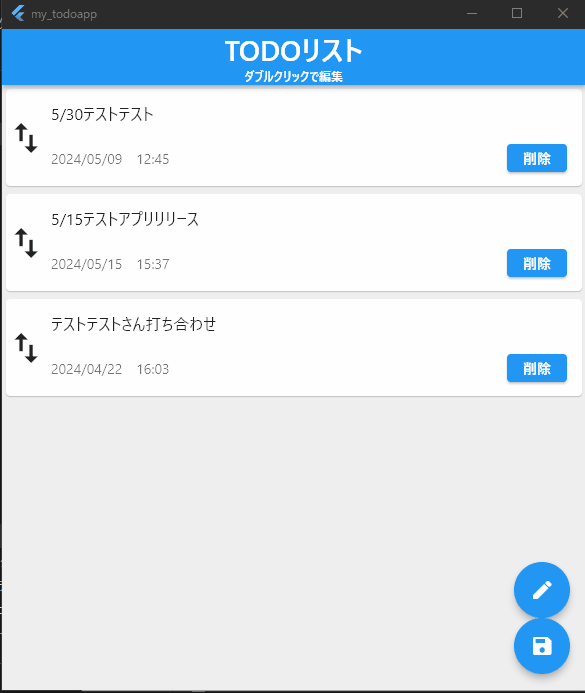 my_todoapp
TODOリスト
ダブルクリックで編集
5/30テストテスト
2024/05/09 12:45
削除
5/15テストアプリリリース
2024/05/15 15:37
削除
テストテストさん打ち合わせ
2024/04/22 16:03
削除